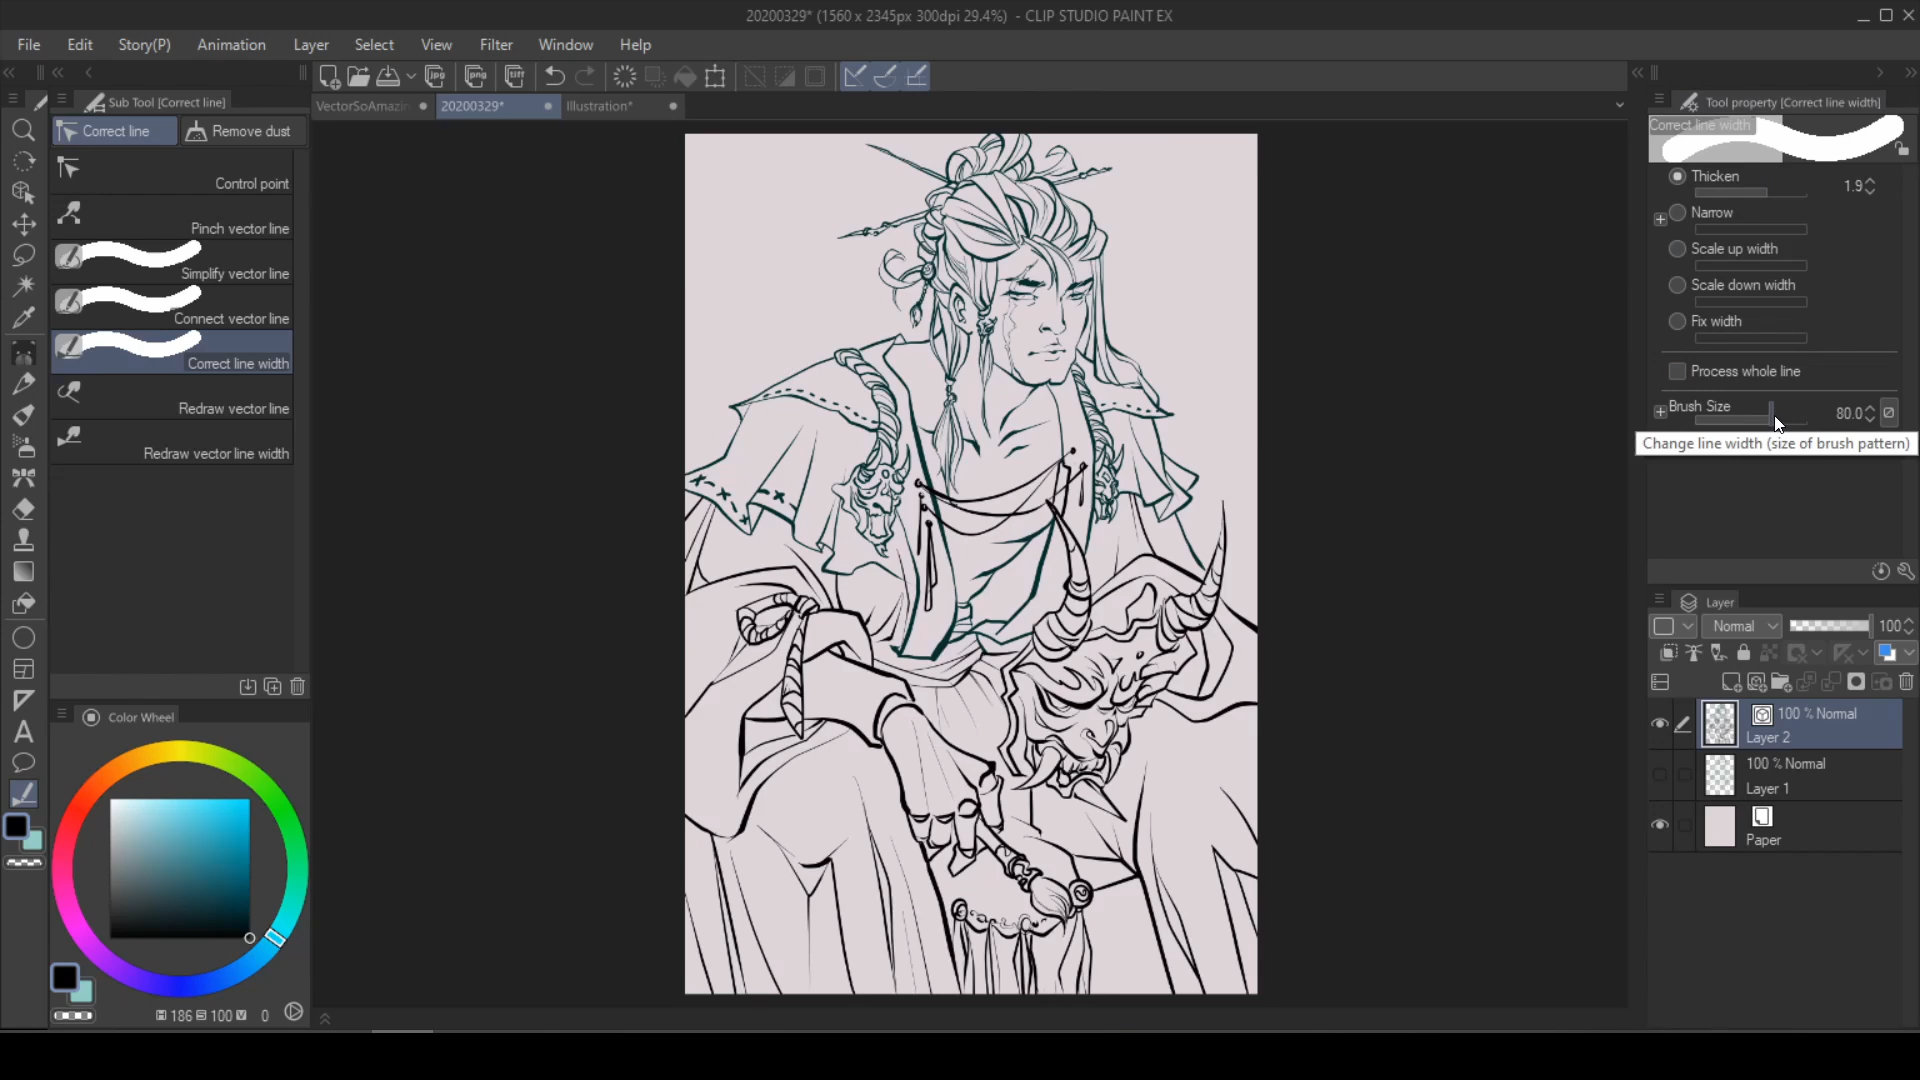 20200329* (1560 x 2345px 300dpi 29.4%) - CLIP STUDIO PAINT EX
File Edit Story(P) Animation Layer Select View Filter Window Help
jpg png tiff
Sub Tool [Correct line]
VectorSoAmazin 20200329* Illustration*
Tool property [Correct line width]
Correct line Remove dust
Correct line width
Control point
Thicken 1.9
Pinch vector line
Narrow
Simplify vector line
Scale up width
Connect vector line
Scale down width
Correct line width
Fix width
Redraw vector line
Process whole line
Redraw vector line width
Brush Size 80.0
Change line width (size of brush pattern)
Layer
Normal 100
Color Wheel
100 % Normal
Layer 2
100 % Normal
Layer 1
Paper
A
H 186 S 100 V 0